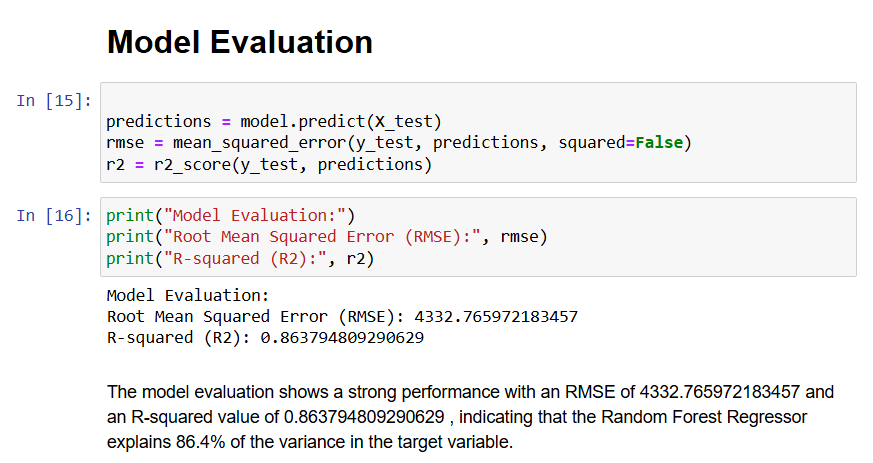 Model Evaluation
In [15]:
predictions = model.predict(X_test)
rmse = mean_squared_error(y_test, predictions, squared=False)
r2 = r2_score(y_test, predictions)
In [16]: print("Model Evaluation:")
print("Root Mean Squared Error (RMSE):", rmse)
print("R-squared (R2):", r2)
Model Evaluation:
Root Mean Squared Error (RMSE): 4332.765972183457
R-squared (R2): 0.863794809290629
The model evaluation shows a strong performance with an RMSE of 4332.765972183457 and
an R-squared value of 0.863794809290629 , indicating that the Random Forest Regressor
explains 86.4% of the variance in the target variable.